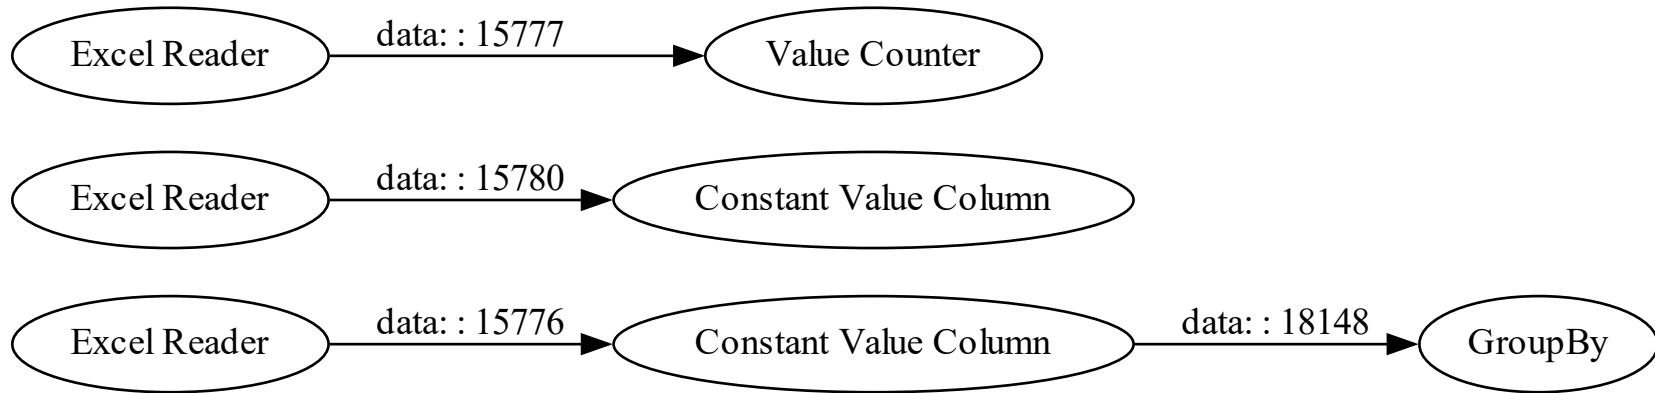 Excel Reader data: : 15777 Value Counter
Excel Reader data: : 15780 Constant Value Column
Excel Reader data: : 15776 Constant Value Column data: : 18148 GroupBy